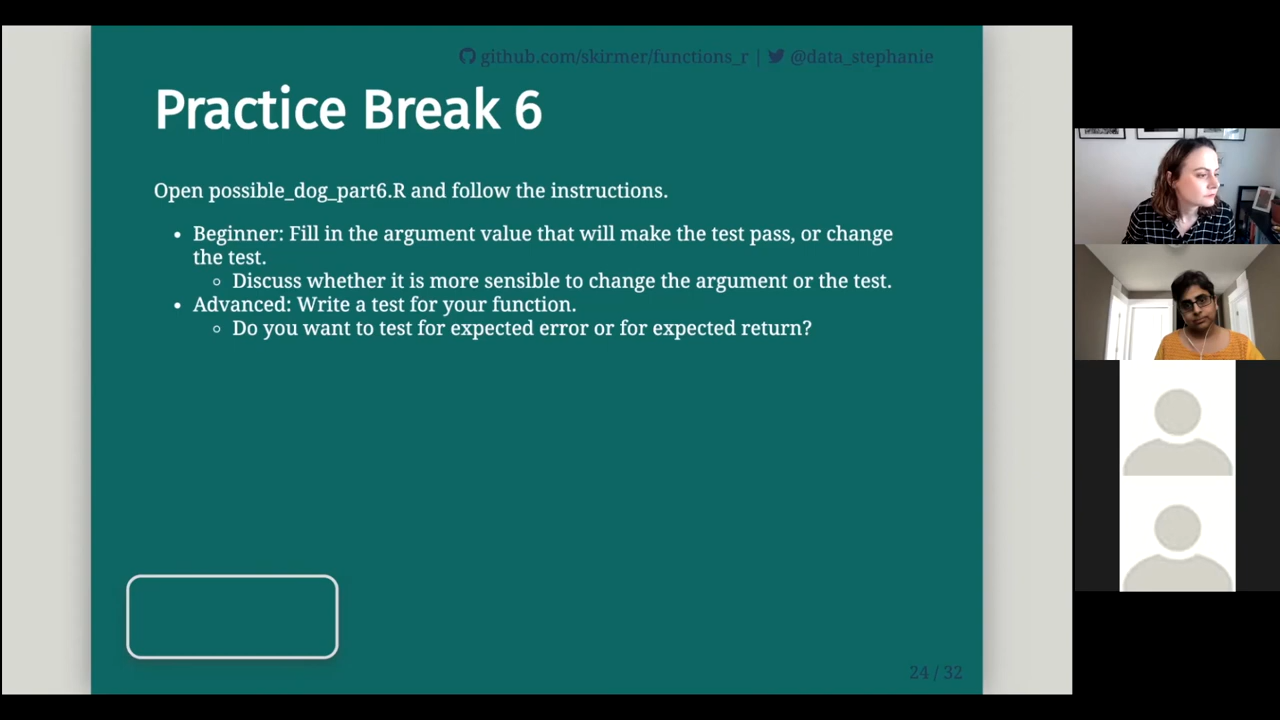 github.com/skirmer/functions_r | @data_stephanie
Practice Break 6
Open possible_dog_part6.R and follow the instructions.
• Beginner: Fill in the argument value that will make the test pass, or change
the test.
◦ Discuss whether it is more sensible to change the argument or the test.
• Advanced: Write a test for your function.
◦ Do you want to test for expected error or for expected return?
24 / 32